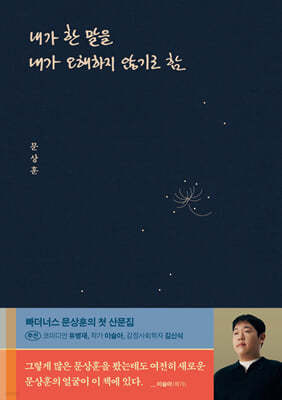 내가 한 말을
내가 오해하지 않기로 함
문상훈
빠더너스 문상훈의 첫 산문집
추천 코미디언 유병재, 작가 이슬아, 감정사회학자 김신식
그렇게 많은 문상훈을 봤는데도 여전히 새로운
문상훈의 얼굴이 이 책에 있다. _이슬아(작가)